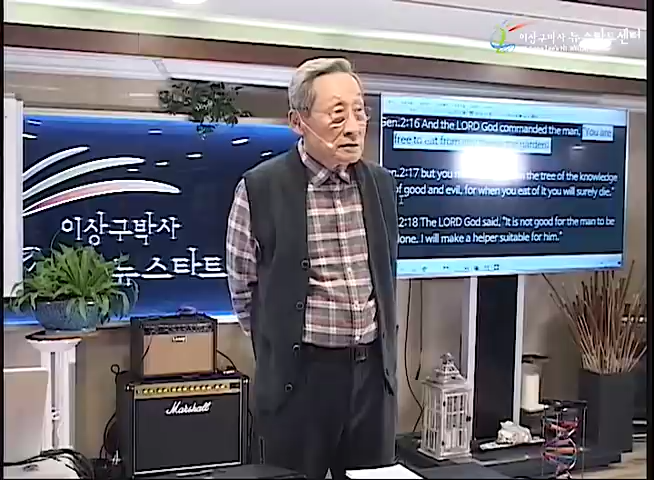 이상구박사 뉴스타트센터
Gen.2:16 And the LORD God commanded the man, "You are
free to eat from
en.2:17 but you the tree of the knowledge
of good and evil, for when you eat of it you will surely die."
2:18 The LORD God said, "It is not good for the man to be
lone. I will make a helper suitable for him."
이상구박사
뉴스타트
Laney
Marshall